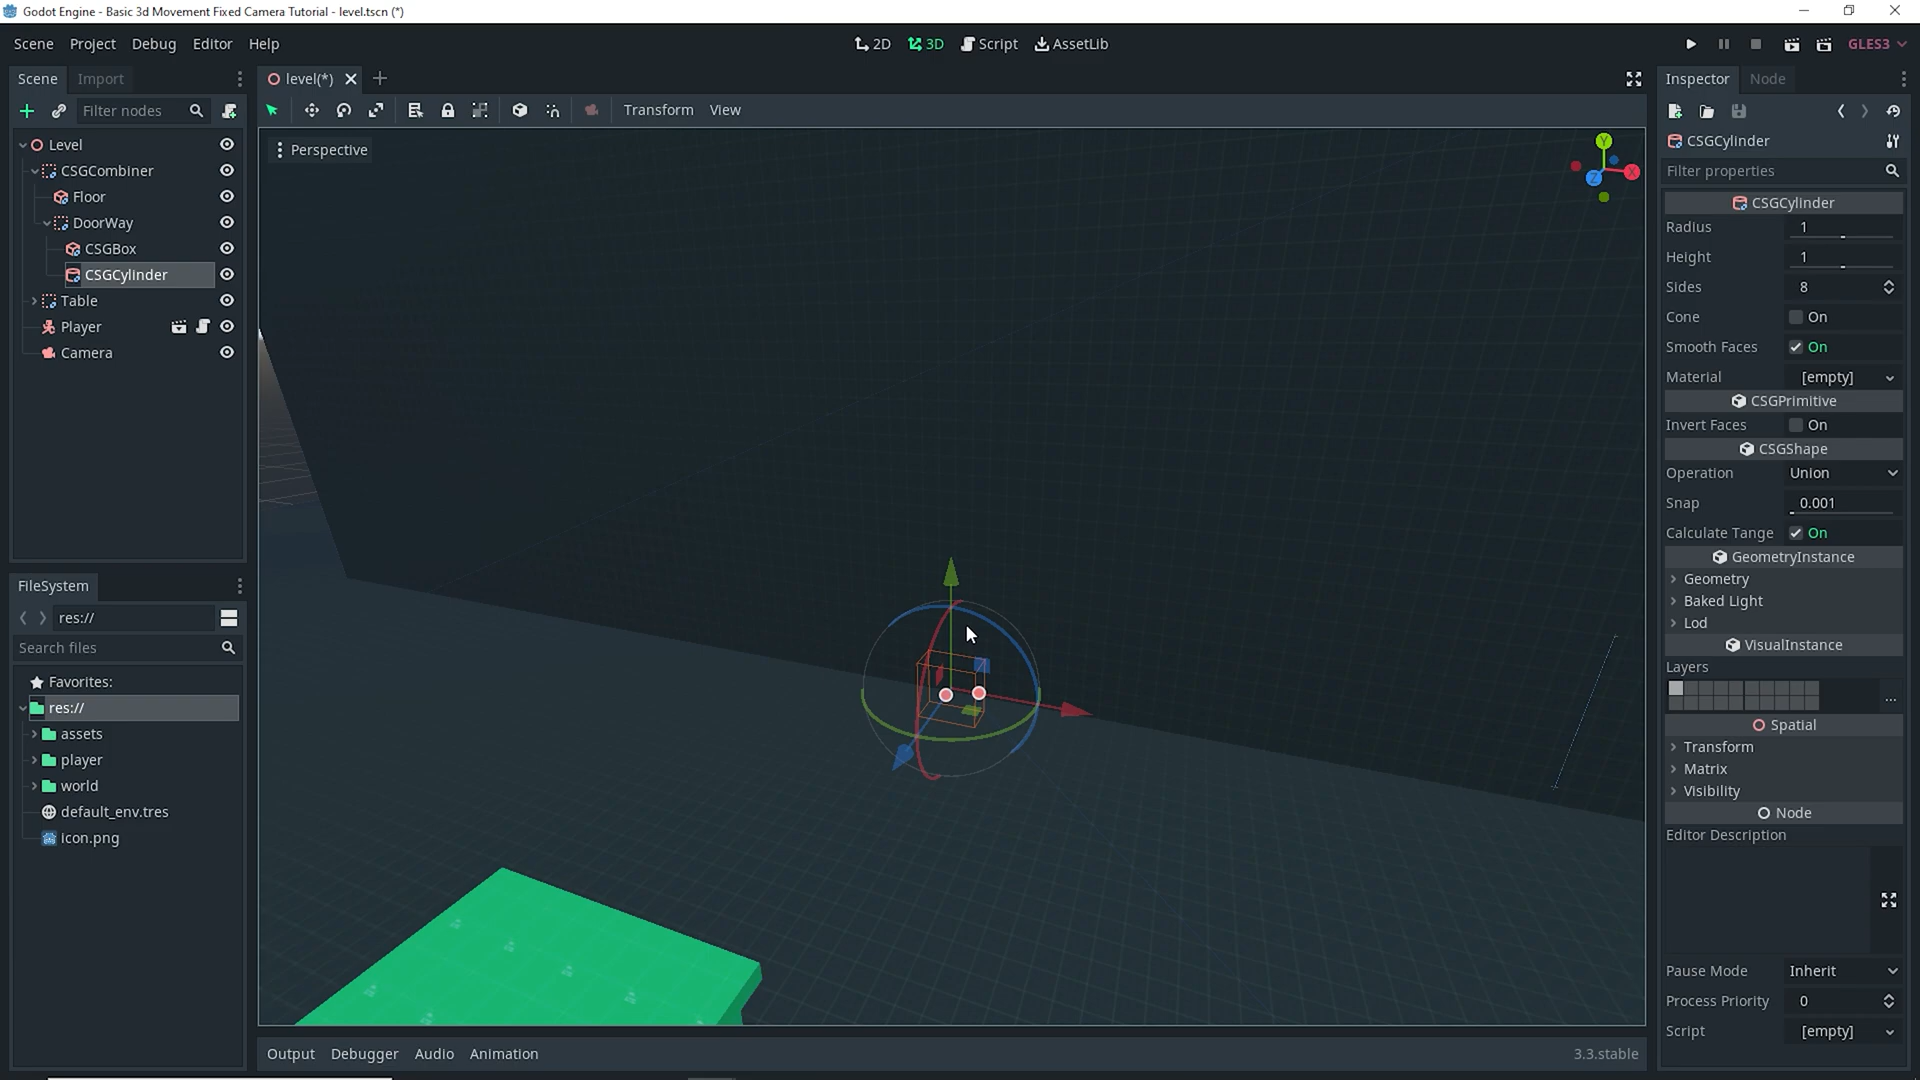 Godot Engine - Basic 3d Movement Fixed Camera Tutorial - level.tscn (*)
Scene Project Debug Editor Help
2D 3D Script AssetLib
GLES3
Scene Import
level(*)
Inspector Node
Filter nodes
Transform View
Perspective
Y
X
Z
Level
CSGCombiner
Floor
DoorWay
CSGBox
CSGCylinder
Table
Player
Camera
FileSystem
res://
Search files
Favorites:
res://
assets
player
world
default_env.tres
icon.png
CSGCylinder
Filter properties
CSGCylinder
Radius 1
Height 1
Sides 8
Cone On
Smooth Faces On
Material [empty]
CSGPrimitive
Invert Faces On
CSGShape
Operation Union
Snap 0.001
Calculate Tange On
GeometryInstance
Geometry
Baked Light
Lod
VisualInstance
Layers
...
Spatial
Transform
Matrix
Visibility
Node
Editor Description
Pause Mode Inherit
Process Priority 0
Script [empty]
Output Debugger Audio Animation
3.3.stable